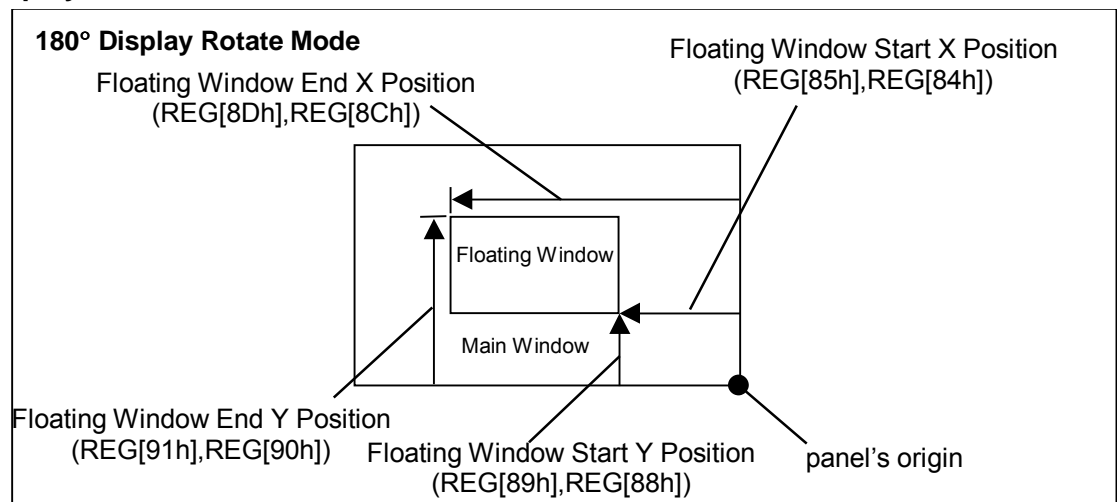 180° Display Rotate Mode
Floating Window Start X Position
(REG[85h],REG[84h])
Floating Window End X Position
(REG[8Dh],REG[8Ch])
Floating Window
Main Window
Floating Window End Y Position
(REG[91h],REG[90h])
Floating Window Start Y Position
(REG[89h],REG[88h])
panel's origin